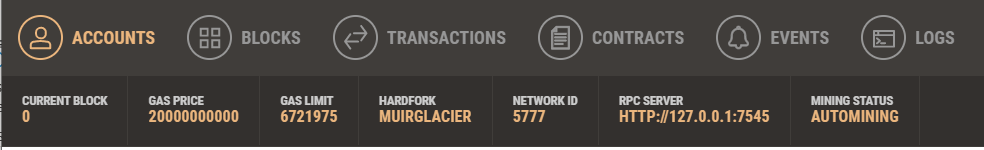 ACCOUNTS BLOCKS TRANSACTIONS CONTRACTS EVENTS LOGS
CURRENT BLOCK GAS PRICE GAS LIMIT HARDFORK NETWORK ID RPC SERVER MINING STATUS
0 20000000000 6721975 MUIRGLACIER 5777 HTTP://127.0.0.1:7545 AUTOMINING